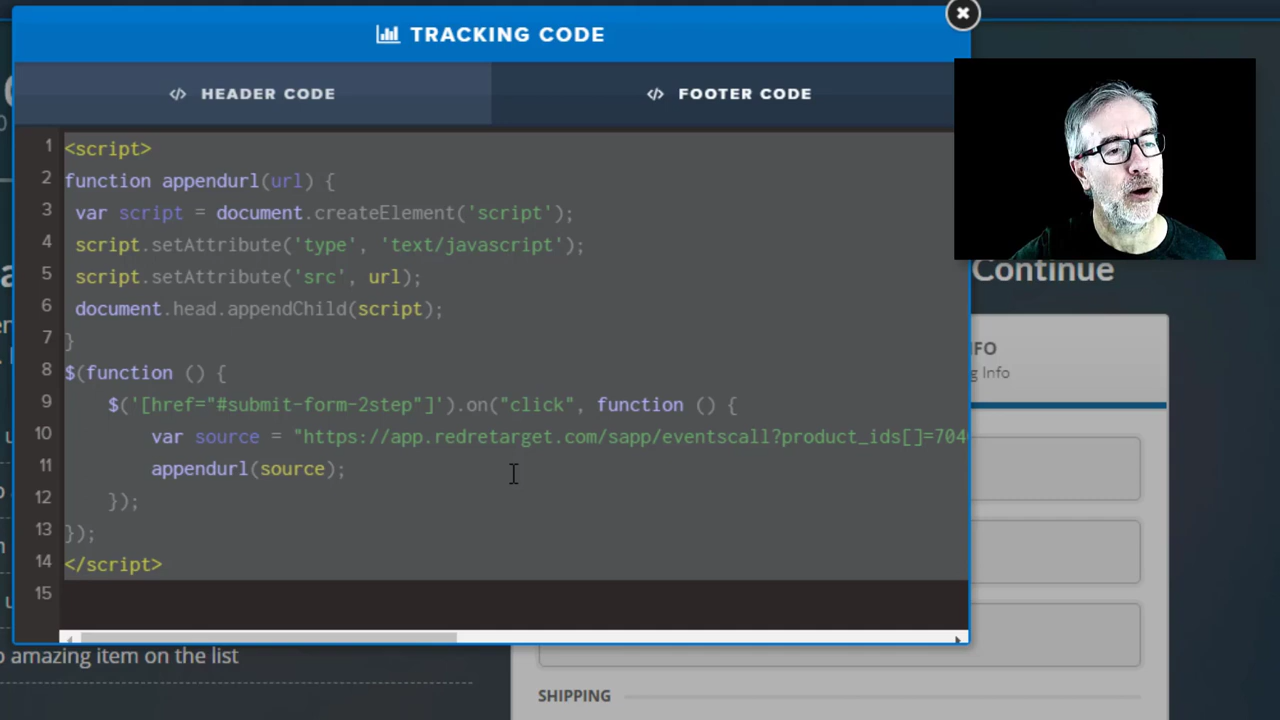 TRACKING CODE
</> HEADER CODE
</> FOOTER CODE
1 <script>
2 function appendurl(url) {
3 var script = document.createElement('script');
4 script.setAttribute('type', 'text/javascript');
5 script.setAttribute('src', url);
6 document.head.appendChild(script);
7 }
8 $(function () {
9 $('[href="#submit-form-2step"]').on("click", function () {
10 var source = "https://app.redretarget.com/sapp/eventscall?product_ids[]=704
11 appendurl(source);
12 });
13 });
14 </script>
15
Continue
NFO
g Info
o amazing item on the list
SHIPPING